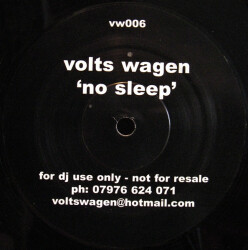 vw006
volts wagen
‘no sleep’
for dj use only - not for resale
ph: 07976 624 071
voltswagen@hotmail.com